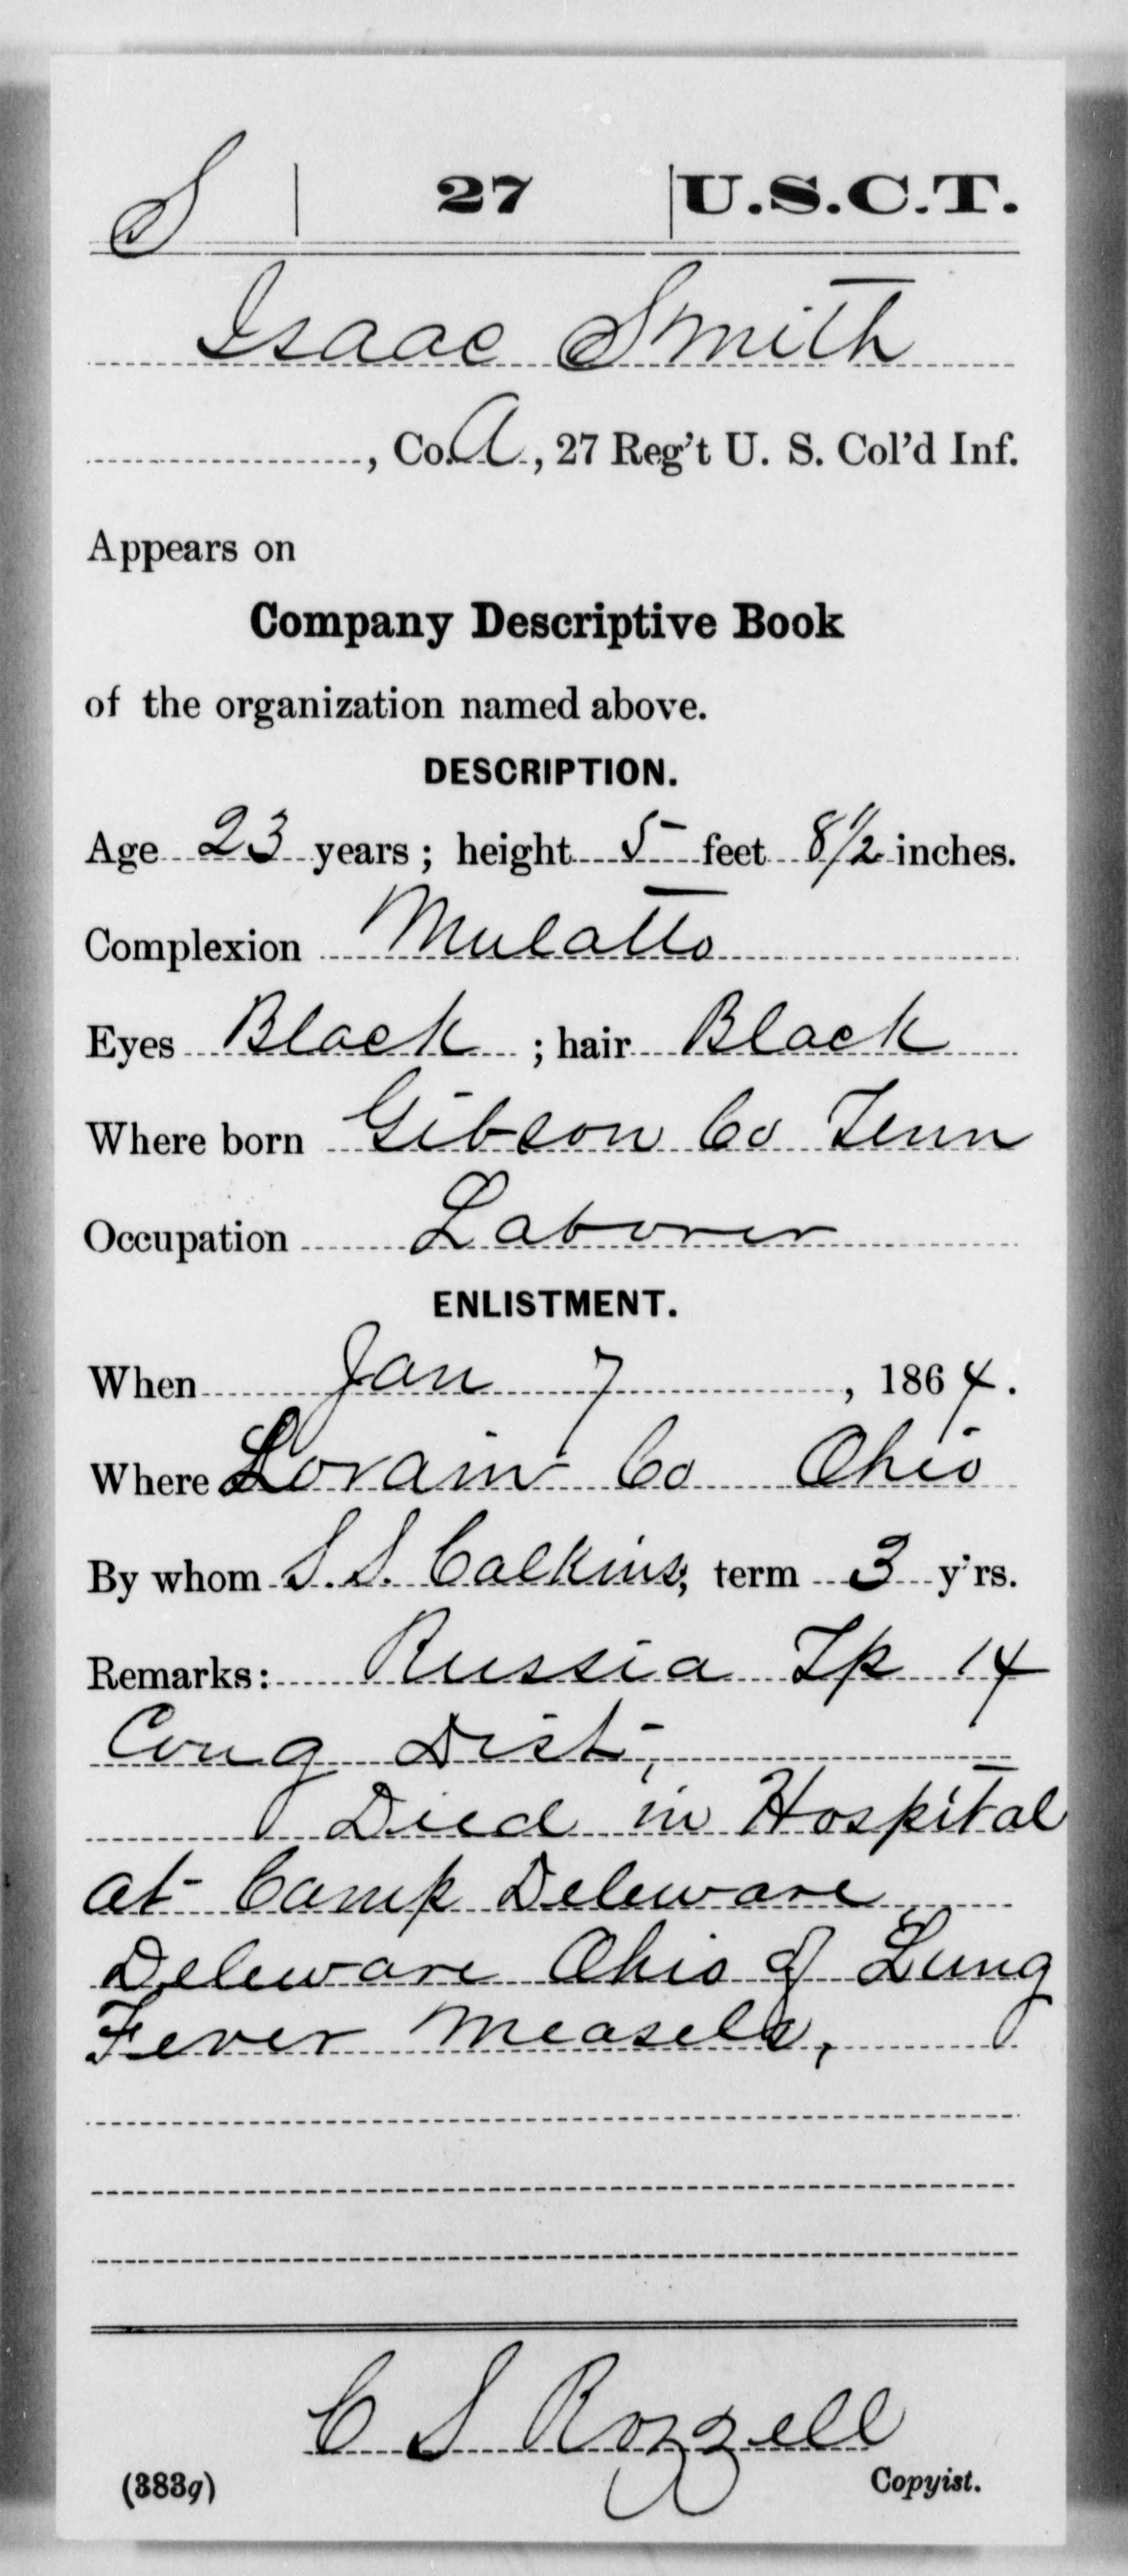 S | 27 | U.S.C.T.
Isaac Smith
, Co. A, 27 Reg't U. S. Col'd Inf.
Appears on
Company Descriptive Book
of the organization named above.
DESCRIPTION.
Age 23 years; height 5 feet 8½ inches.
Complexion Mulatto
Eyes Black ; hair Black
Where born Gibson Co Tenn
Occupation Laborer
ENLISTMENT.
When Jan 7, 1864.
Where Lorain Co Ohio
By whom S. S. Calkins; term 3 y'rs.
Remarks: Russia Tp 14
Cong Dist,
Died in Hospital
at Camp Deleware,
Deleware Ohio of Lung
Fever Measels,
C S Rozzell
(383g) Copyist.